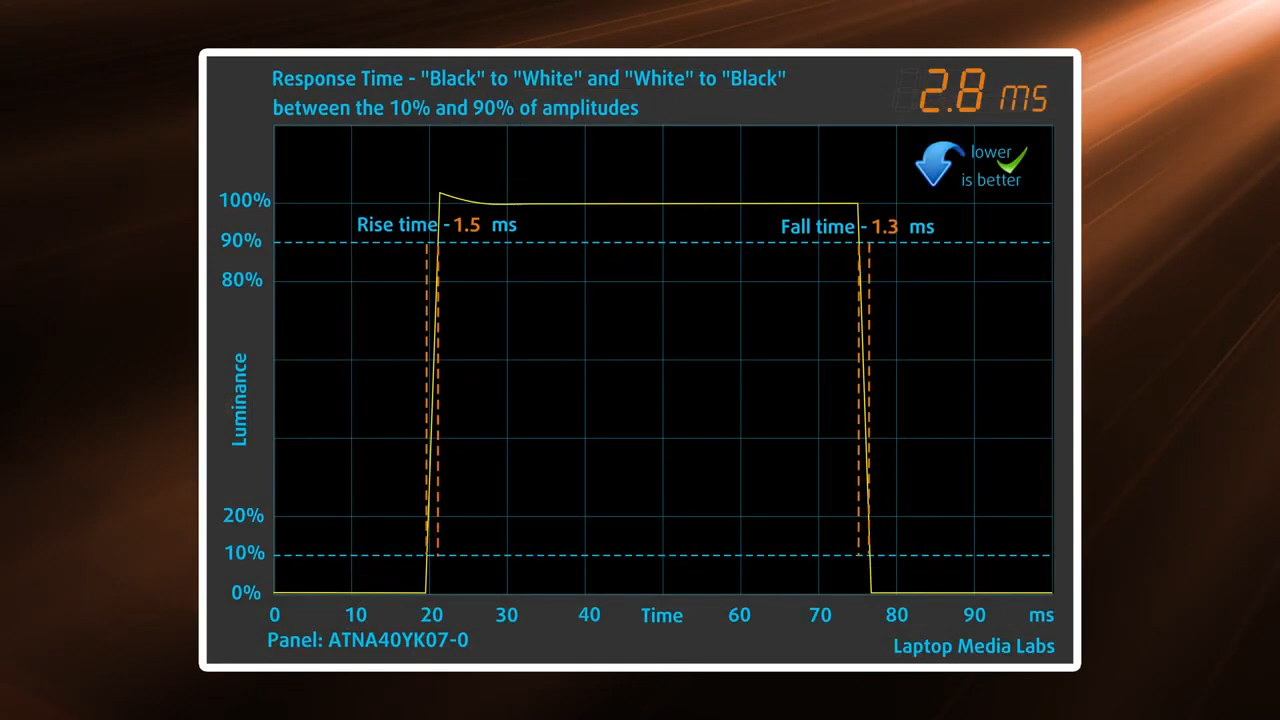 Response Time - "Black" to "White" and "White" to "Black"
between the 10% and 90% of amplitudes
2.8 ms
lower
is better
100%
Rise time - 1.5 ms
Fall time - 1.3 ms
90%
80%
Luminance
20%
10%
0%
0 10 20 30 40 Time 60 70 80 90 ms
Panel: ATNA40YK07-0
Laptop Media Labs